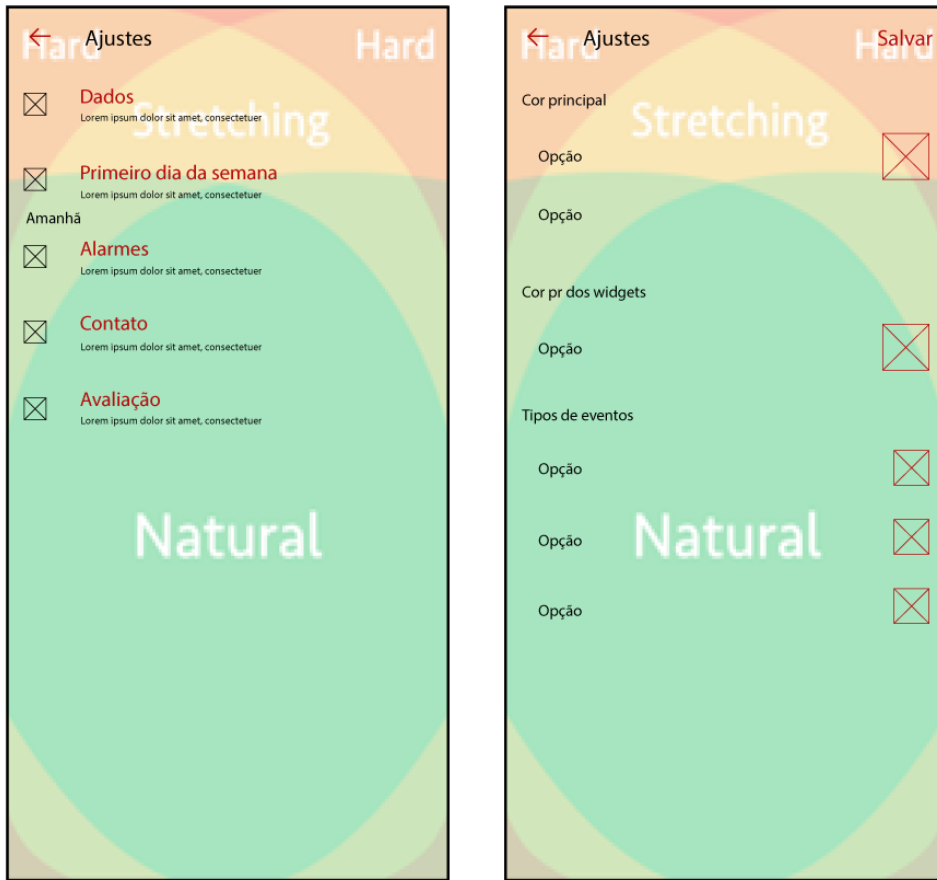 Ajustes
Hard
Hard
Dados
Lorem ipsum dolor sit amet, consectetuer
Stretching
Primeiro dia da semana
Lorem ipsum dolor sit amet, consectetuer
Amanhã
Alarmes
Lorem ipsum dolor sit amet, consectetuer
Contato
Lorem ipsum dolor sit amet, consectetuer
Avaliação
Lorem ipsum dolor sit amet, consectetuer
Natural
Ajustes
Salvar
Hard
Hard
Cor principal
Stretching
Opção
Opção
Cor pr dos widgets
Opção
Tipos de eventos
Opção
Opção
Natural
Opção